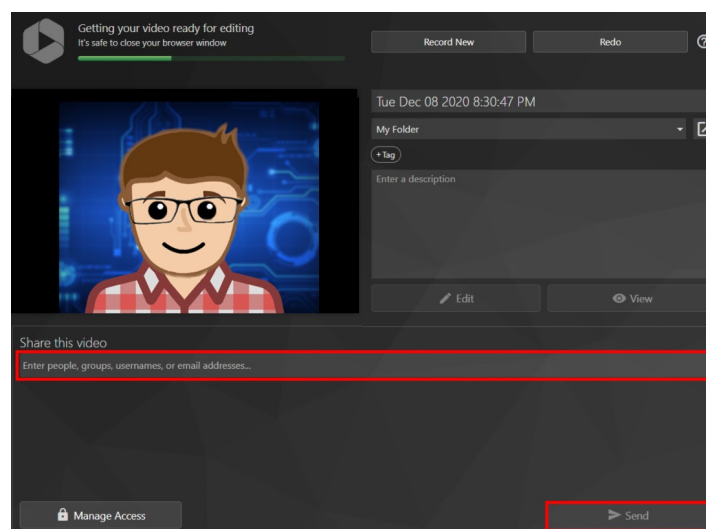 Getting your video ready for editing
It's safe to close your browser window
Record New
Redo
Tue Dec 08 2020 8:30:47 PM
My Folder
+Tag
Enter a description
Edit
View
Share this video
Enter people, groups, usernames, or email addresses...
Manage Access
Send